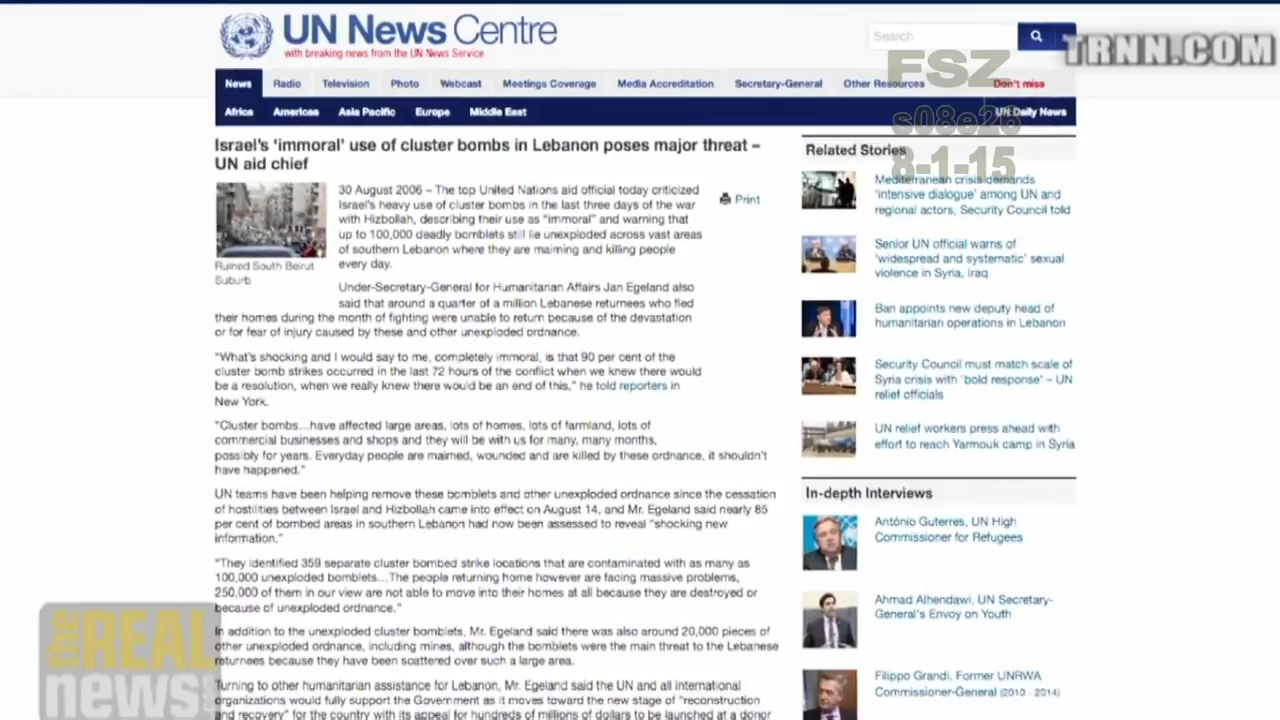 UN News Centre
with breaking news from the UN News Service
Search
TRNN.COM
News Radio Television Photo Webcast Meetings Coverage Media Accreditation Secretary-General Other Resources Don't miss
Africa Americas Asia Pacific Europe Middle East UN Daily News
FSZ
s08e26
8-1-15
Israel's 'immoral' use of cluster bombs in Lebanon poses major threat –
UN aid chief
Ruined South Beirut
Suburb
Print
30 August 2006 – The top United Nations aid official today criticized
Israel's heavy use of cluster bombs in the last three days of the war
with Hizbollah, describing their use as "immoral" and warning that
up to 100,000 deadly bomblets still lie unexploded across vast areas
of southern Lebanon where they are maiming and killing people
every day.
Under-Secretary-General for Humanitarian Affairs Jan Egeland also
said that around a quarter of a million Lebanese returnees who fled
their homes during the month of fighting were unable to return because of the devastation
or for fear of injury caused by these and other unexploded ordnance.
"What's shocking and I would say to me, completely immoral, is that 90 per cent of the
cluster bomb strikes occurred in the last 72 hours of the conflict when we knew there would
be a resolution, when we really knew there would be an end of this," he told reporters in
New York.
"Cluster bombs…have affected large areas, lots of homes, lots of farmland, lots of
commercial businesses and shops and they will be with us for many, many months,
possibly for years. Everyday people are maimed, wounded and are killed by these ordnance, it shouldn't
have happened."
UN teams have been helping remove these bomblets and other unexploded ordnance since the cessation
of hostilities between Israel and Hizbollah came into effect on August 14, and Mr. Egeland said nearly 85
per cent of bombed areas in southern Lebanon had now been assessed to reveal "shocking new
information."
"They identified 359 separate cluster bombed strike locations that are contaminated with as many as
100,000 unexploded bomblets…The people returning home however are facing massive problems,
250,000 of them in our view are not able to move into their homes at all because they are destroyed or
because of unexploded ordnance."
In addition to the unexploded cluster bomblets, Mr. Egeland said there was also around 20,000 pieces of
other unexploded ordnance, including mines, although the bomblets were the main threat to the Lebanese
returnees because they have been scattered over such a large area.
Turning to other humanitarian assistance for Lebanon, Mr. Egeland said the UN and all international
organizations would fully support the Government as it moves toward the new stage of "reconstruction
and recovery" for the country with its appeal for hundreds of millions of dollars to be launched at a donor
Related Stories
Mediterranean crisis demands
'intensive dialogue' among UN and
regional actors, Security Council told
Senior UN official warns of
'widespread and systematic' sexual
violence in Syria, Iraq
Ban appoints new deputy head of
humanitarian operations in Lebanon
Security Council must match scale of
Syria crisis with 'bold response' – UN
relief officials
UN relief workers press ahead with
effort to reach Yarmouk camp in Syria
In-depth Interviews
António Guterres, UN High
Commissioner for Refugees
Ahmad Alhendawi, UN Secretary-
General's Envoy on Youth
Filippo Grandi, Former UNRWA
Commissioner-General (2010 - 2014)
the REAL
news